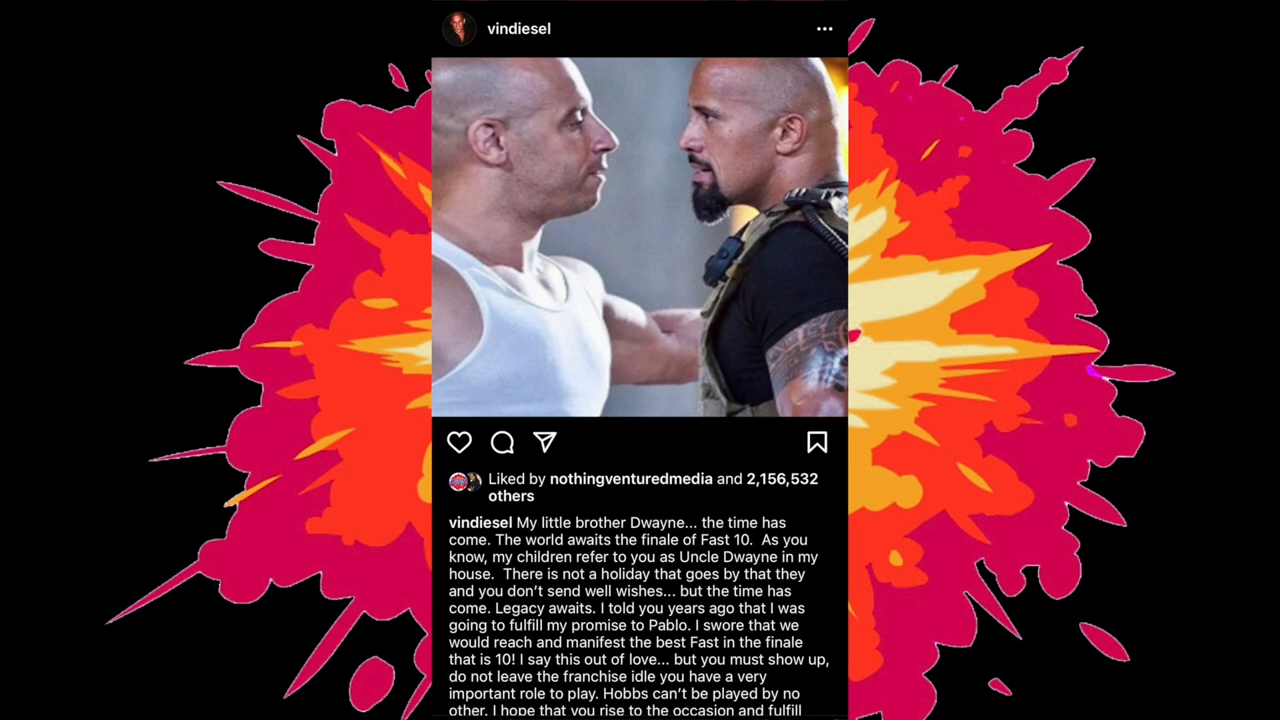 vindiesel
Liked by nothingventuredmedia and 2,156,532
others
vindiesel My little brother Dwayne... the time has
come. The world awaits the finale of Fast 10.  As you
know, my children refer to you as Uncle Dwayne in my
house.  There is not a holiday that goes by that they
and you don’t send well wishes... but the time has
come. Legacy awaits. I told you years ago that I was
going to fulfill my promise to Pablo. I swore that we
would reach and manifest the best Fast in the finale
that is 10! I say this out of love... but you must show up,
do not leave the franchise idle you have a very
important role to play. Hobbs can’t be played by no
other. I hope that you rise to the occasion and fulfill